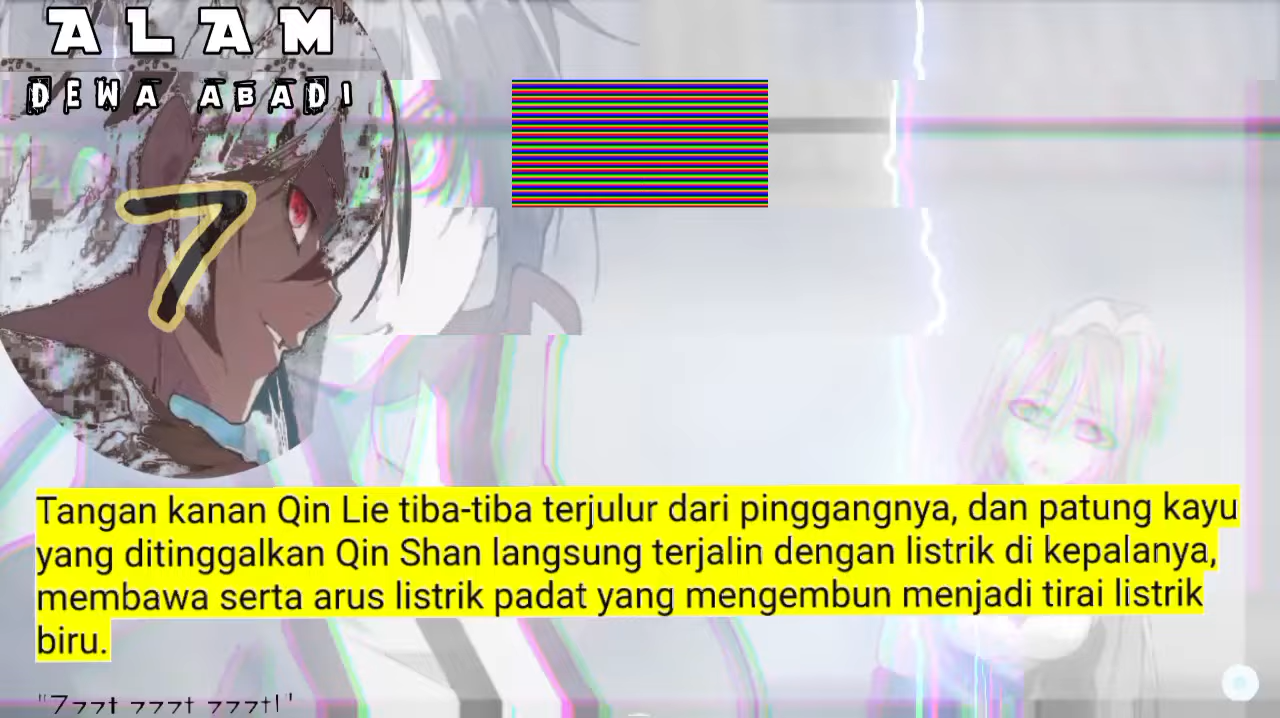 ALAM
DEWA ABADI
7
Tangan kanan Qin Lie tiba-tiba terjulur dari pinggangnya, dan patung kayu
yang ditinggalkan Qin Shan langsung terjalin dengan listrik di kepalanya,
membawa serta arus listrik padat yang mengembun menjadi tirai listrik
biru.
"Zzzt zzzt zzzt!"